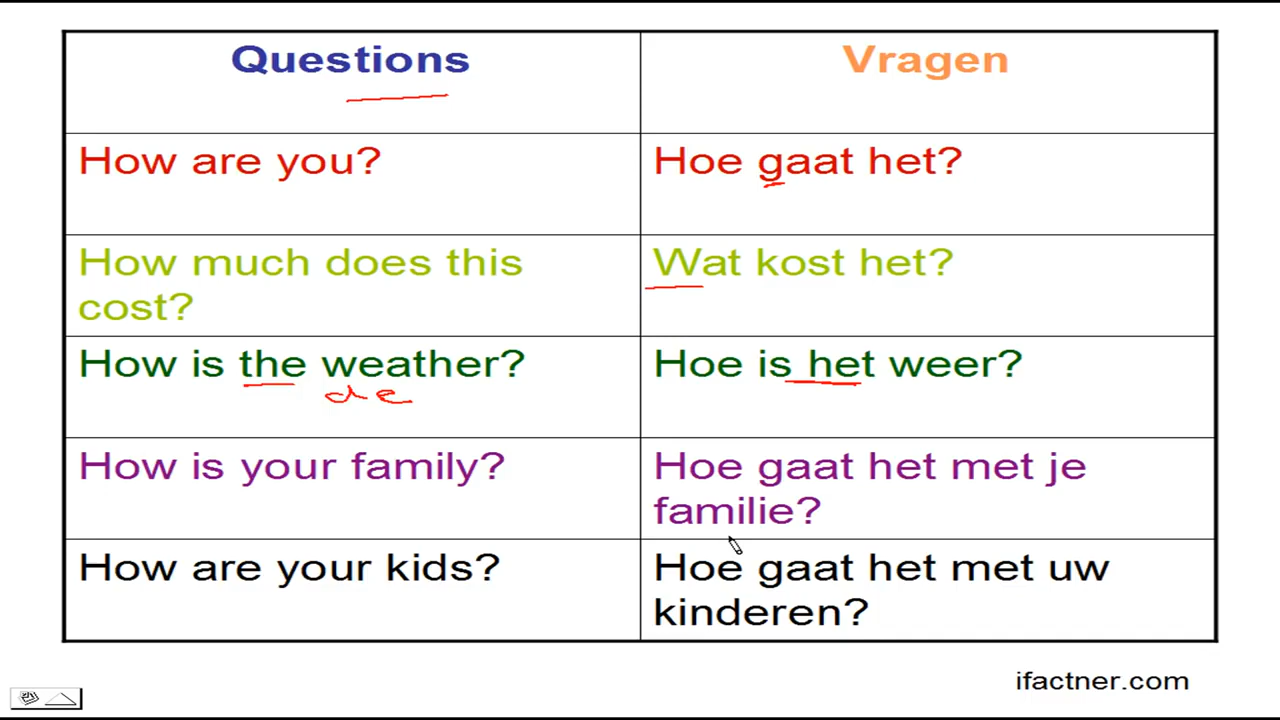 Questions
Vragen
How are you?
Hoe gaat het?
How much does this
cost?
Wat kost het?
How is the weather?
de
Hoe is het weer?
How is your family?
Hoe gaat het met je
familie?
How are your kids?
Hoe gaat het met uw
kinderen?
ifactner.com